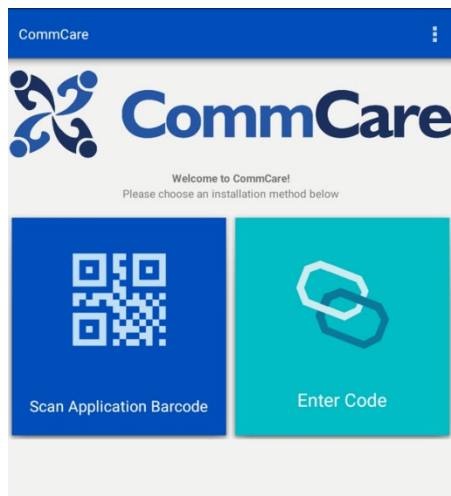 CommCare
CommCare
Welcome to CommCare!
Please choose an installation method below
Scan Application Barcode
Enter Code